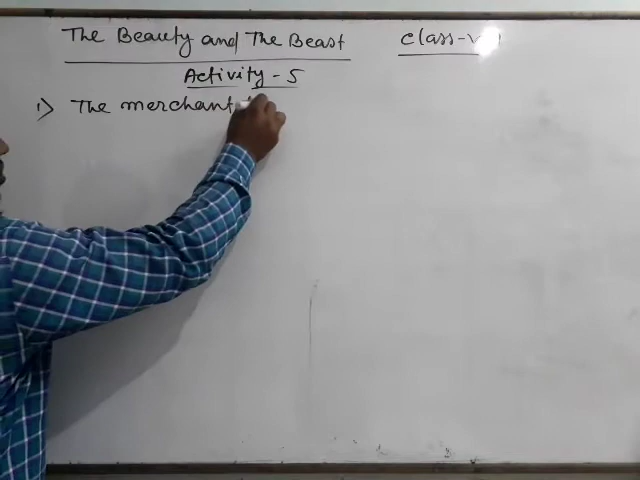 The Beauty and The Beast Class-
Activity - 5
1) The merchant